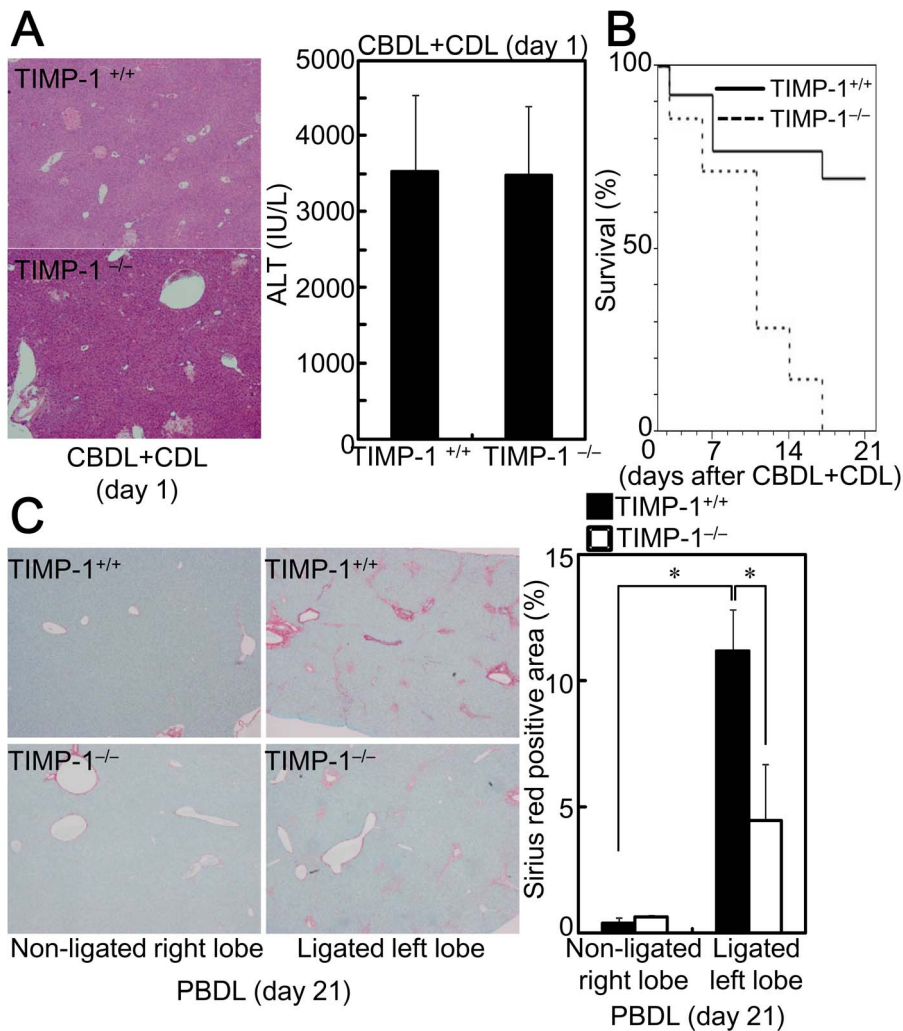 A
TIMP-1 +/+
TIMP-1 –/–
CBDL+CDL
(day 1)
CBDL+CDL (day 1)
ALT (IU/L)
5000
4000
3000
2000
1000
0
TIMP-1 +/+ TIMP-1 –/–
B
TIMP-1+/+
TIMP-1–/–
Survival (%)
100
50
0
0 7 14 21
(days after CBDL+CDL)
C
TIMP-1+/+
TIMP-1+/+
TIMP-1–/–
TIMP-1–/–
Non-ligated right lobe
Ligated left lobe
PBDL (day 21)
TIMP-1+/+
TIMP-1–/–
Sirius red positive area (%)
15
10
5
0
* *
Non-ligated Ligated
right lobe left lobe
PBDL (day 21)